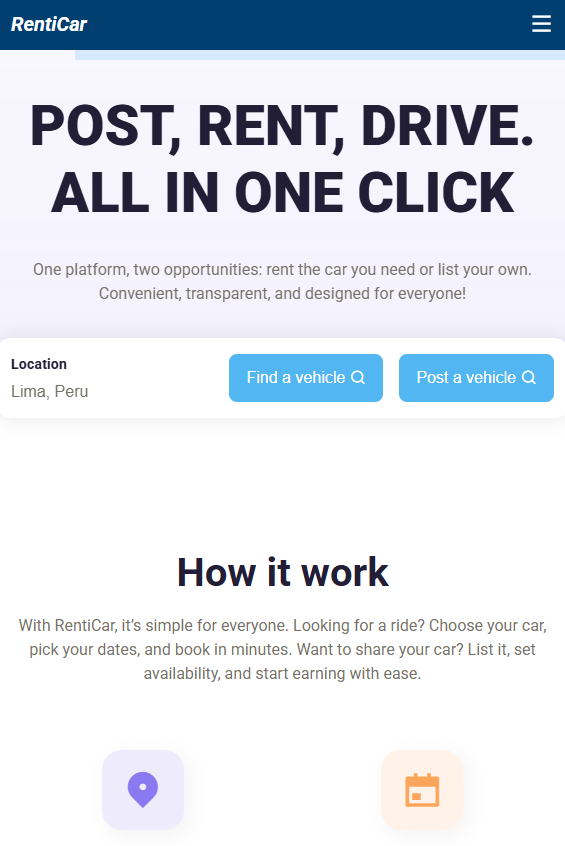 RentiCar
POST, RENT, DRIVE.
ALL IN ONE CLICK
One platform, two opportunities: rent the car you need or list your own.
Convenient, transparent, and designed for everyone!
Location
Lima, Peru
Find a vehicle
Post a vehicle
How it work
With RentiCar, it’s simple for everyone. Looking for a ride? Choose your car,
pick your dates, and book in minutes. Want to share your car? List it, set
availability, and start earning with ease.